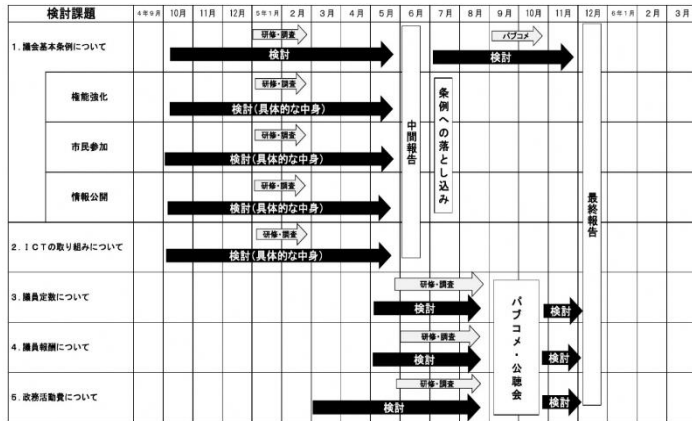 検討課題 4年9月 10月 11月 12月 5年1月 2月 3月 4月 5月 6月 7月 8月 9月 10月 11月 12月 6年1月 2月 3月
1．議会基本条例について
研修・調査
検討
パブコメ
検討
権能強化
研修・調査
検討(具体的な中身)
市民参加
研修・調査
検討(具体的な中身)
情報公開
研修・調査
検討(具体的な中身)
中間報告
条例への落とし込み
2．ICTの取り組みについて
研修・調査
検討(具体的な中身)
3．議員定数について
研修・調査
検討
検討
4．議員報酬について
研修・調査
検討
検討
5．政務活動費について
研修・調査
検討
検討
パブコメ・公聴会
最終報告